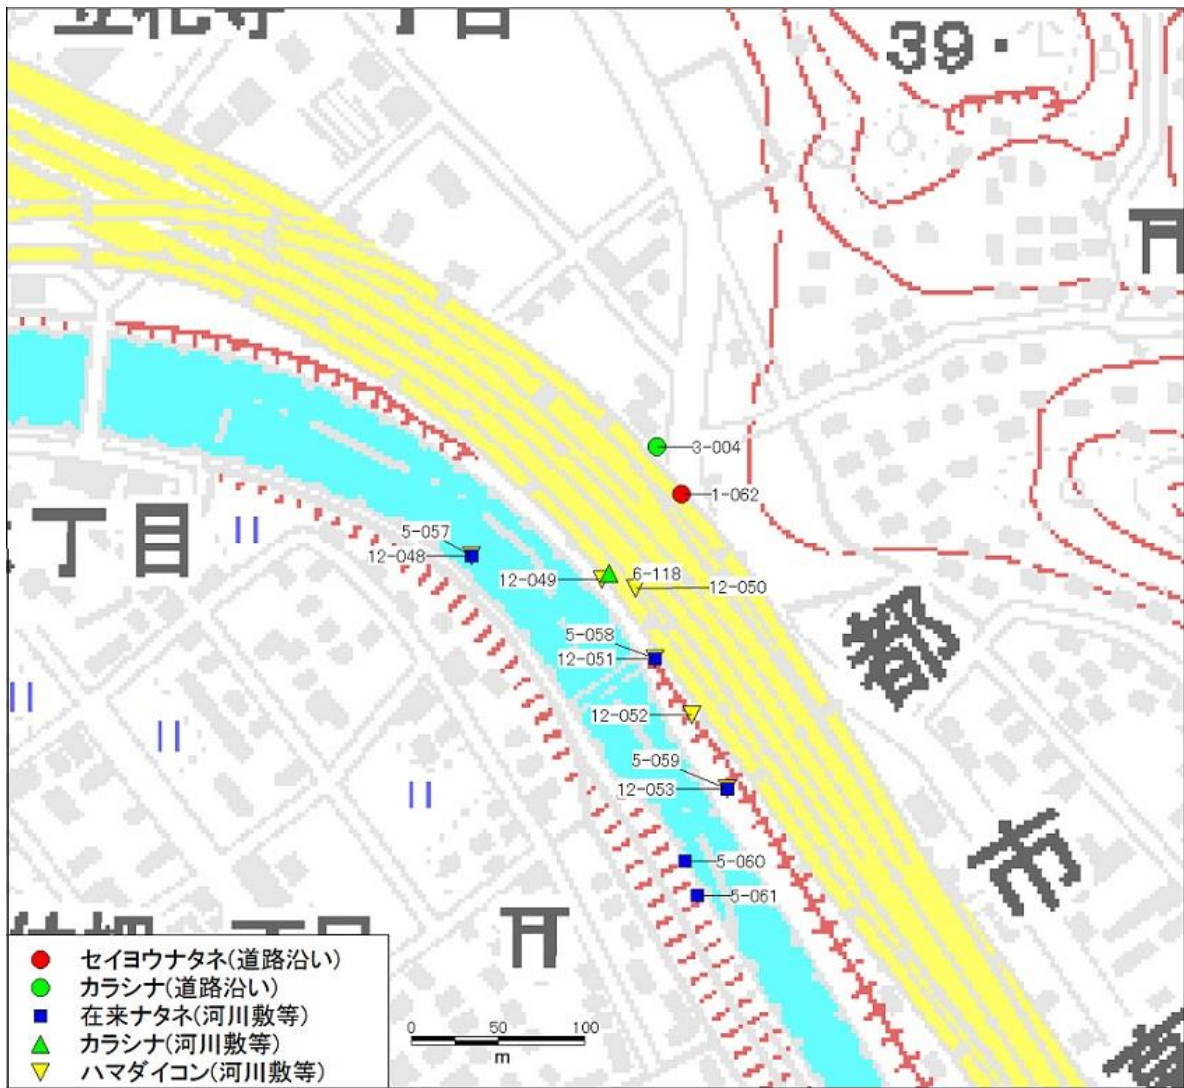 丁目
39・
3-004
1-062
丁目
5-057
12-048
12-049
6-118
12-050
5-058
12-051
都
12-052
5-059
12-053
市
5-060
5-061
セイヨウナタネ(道路沿い)
カラシナ(道路沿い)
在来ナタネ(河川敷等)
カラシナ(河川敷等)
ハマダイコン(河川敷等)
0 50 100
m